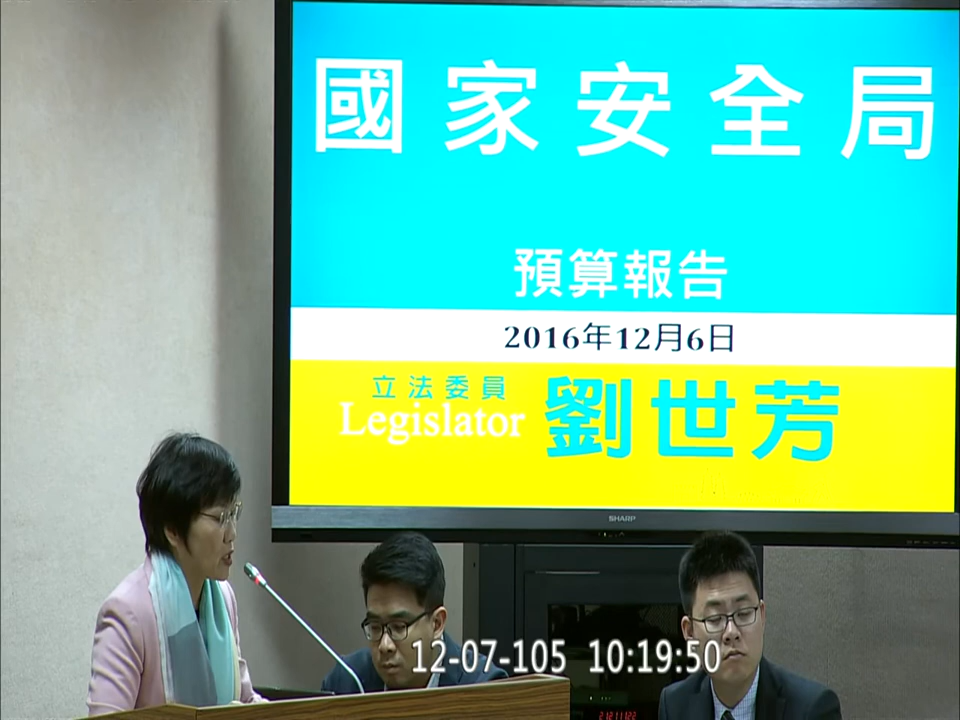 國家安全局
預算報告
2016年12月6日
立法委員
Legislator 劉世芳
SHARP
12-07-105 10:19:50